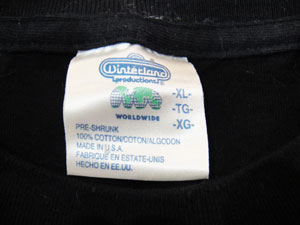 Winterland
productions
-XL-
-TG-
-XG-
WORLDWIDE
PRE-SHRUNK
100% COTTON/COTON/ALGODON
MADE IN U.S.A.
FABRIQUE EN ESTATE-UNIS
HECHO EN EE.UU.